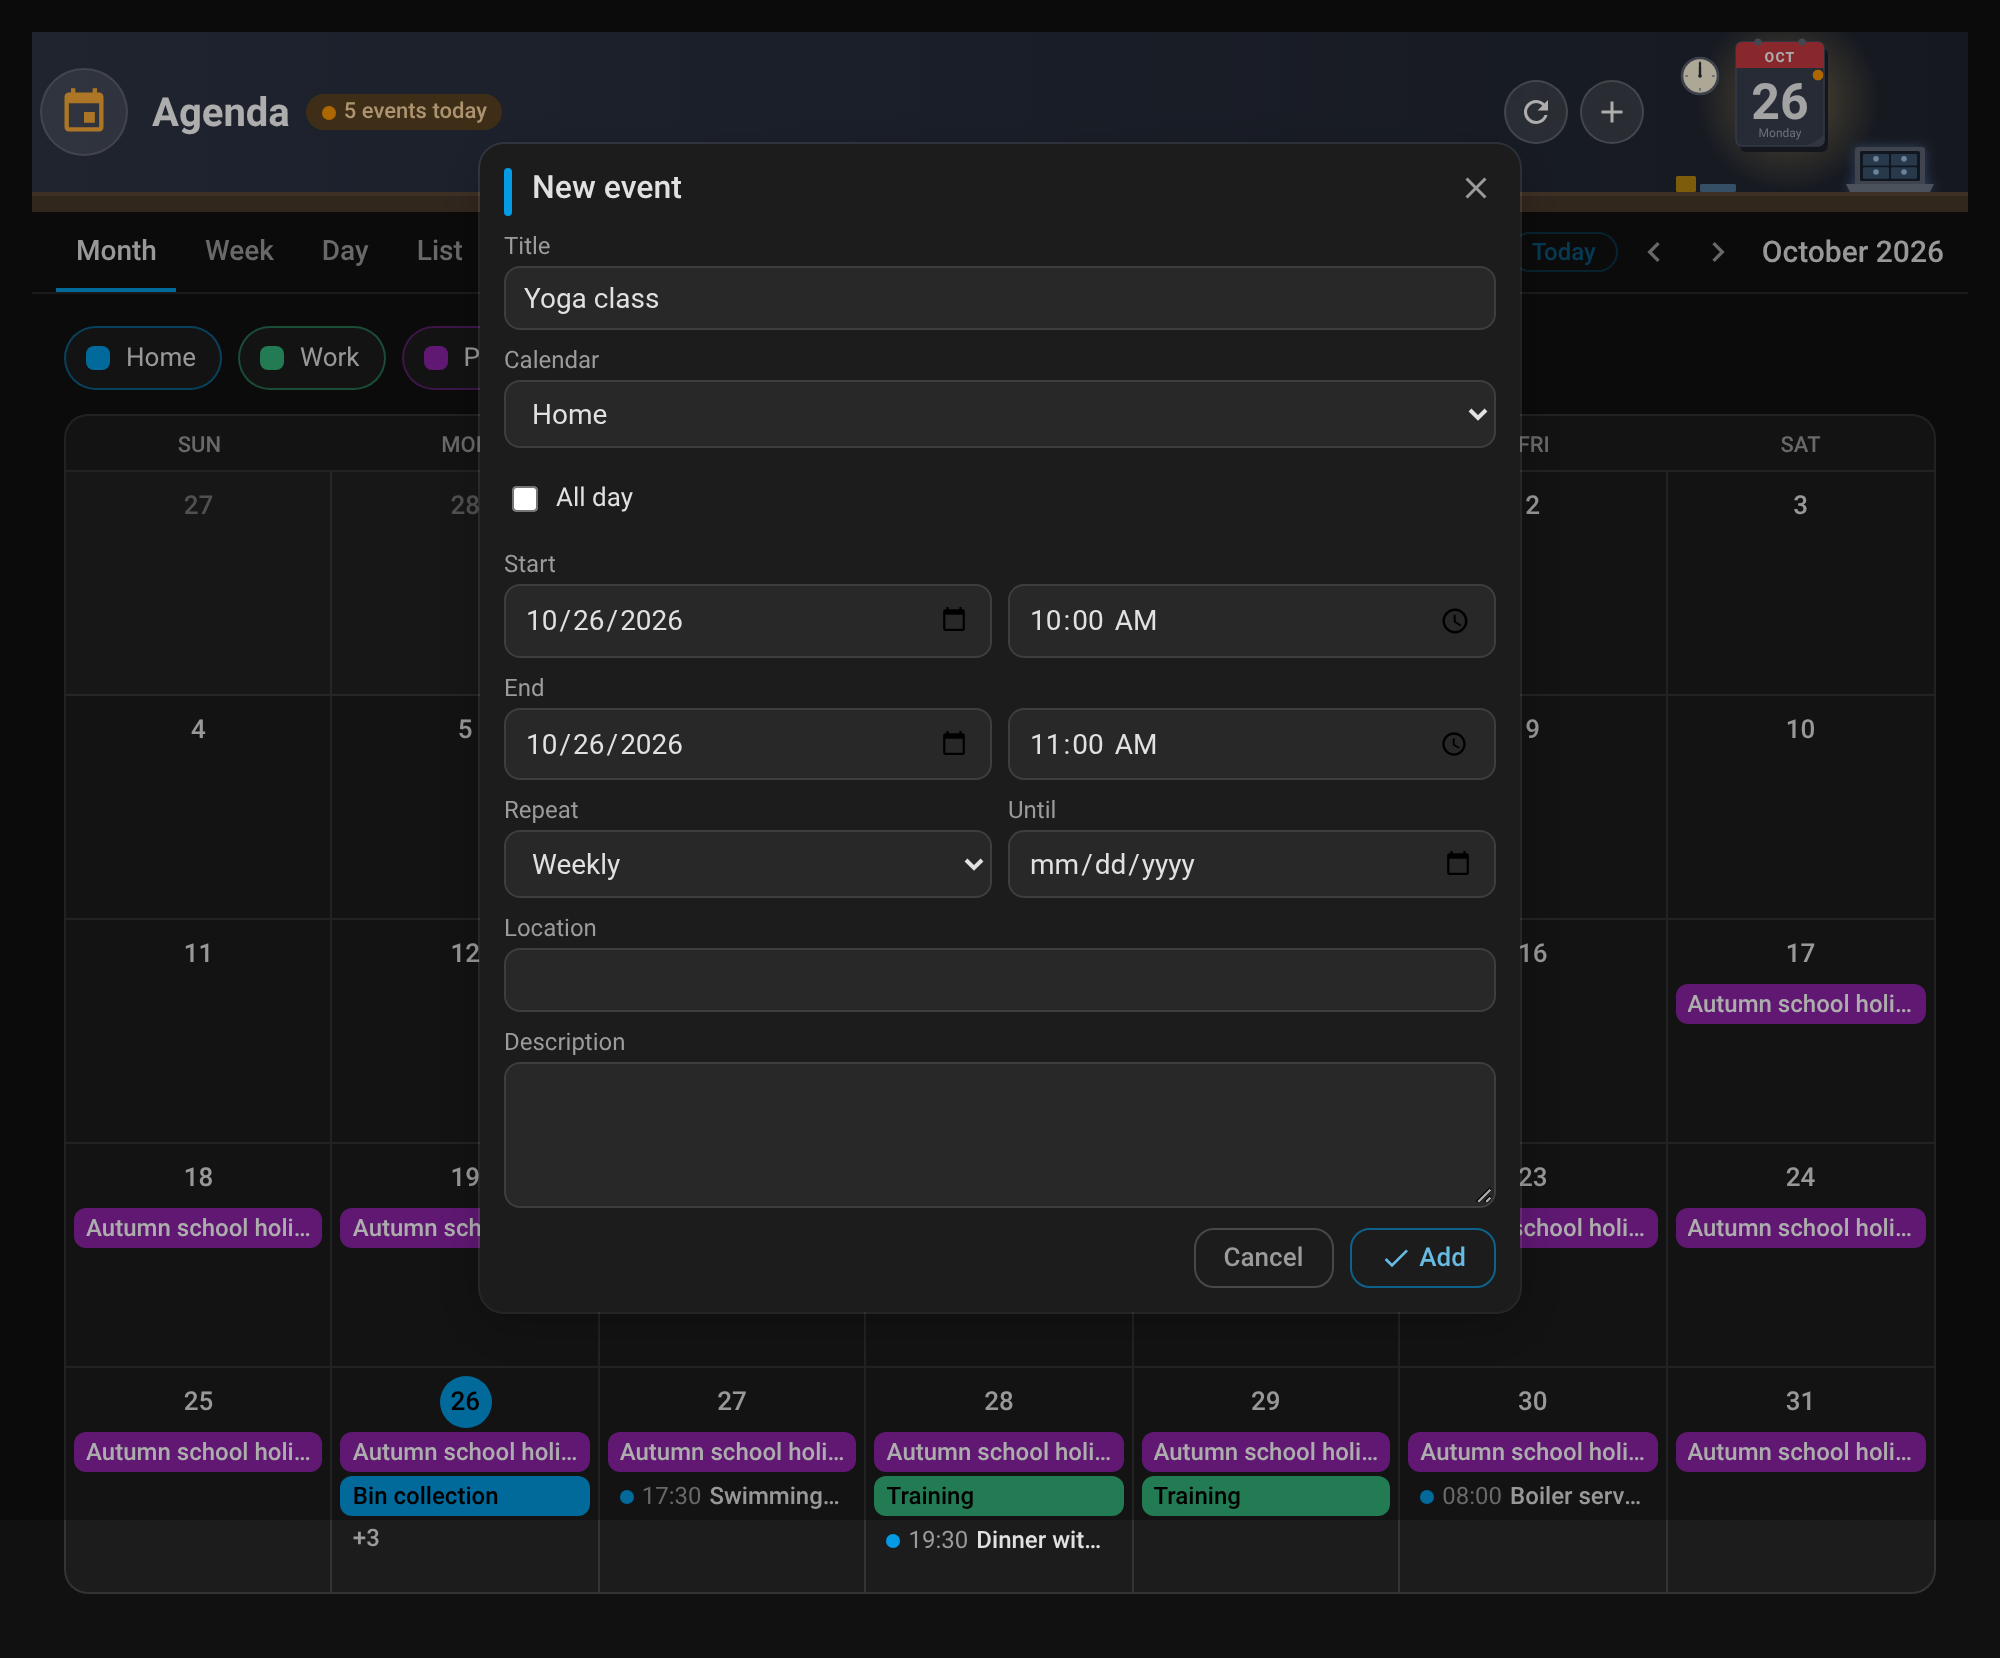 Agenda
5 events today
OCT
26
Monday
Month Week Day List
Today
October 2026
Home Work P
New event
Title
Yoga class
Calendar
Home
All day
Start
10/26/2026 10:00 AM
End
10/26/2026 11:00 AM
Repeat Until
Weekly mm/dd/yyyy
Location
Description
Cancel Add
SUN MO FRI SAT
27 28 2 3
4 5 9 10
11 12 16 17
Autumn school holi...
18 19 23 24
Autumn school holi... Autumn sch school holi... Autumn school holi...
25 26 27 28 29 30 31
Autumn school holi... Autumn school holi... Autumn school holi... Autumn school holi... Autumn school holi... Autumn school holi... Autumn school holi...
Bin collection 17:30 Swimming... Training Training 08:00 Boiler serv...
+3 19:30 Dinner wit...